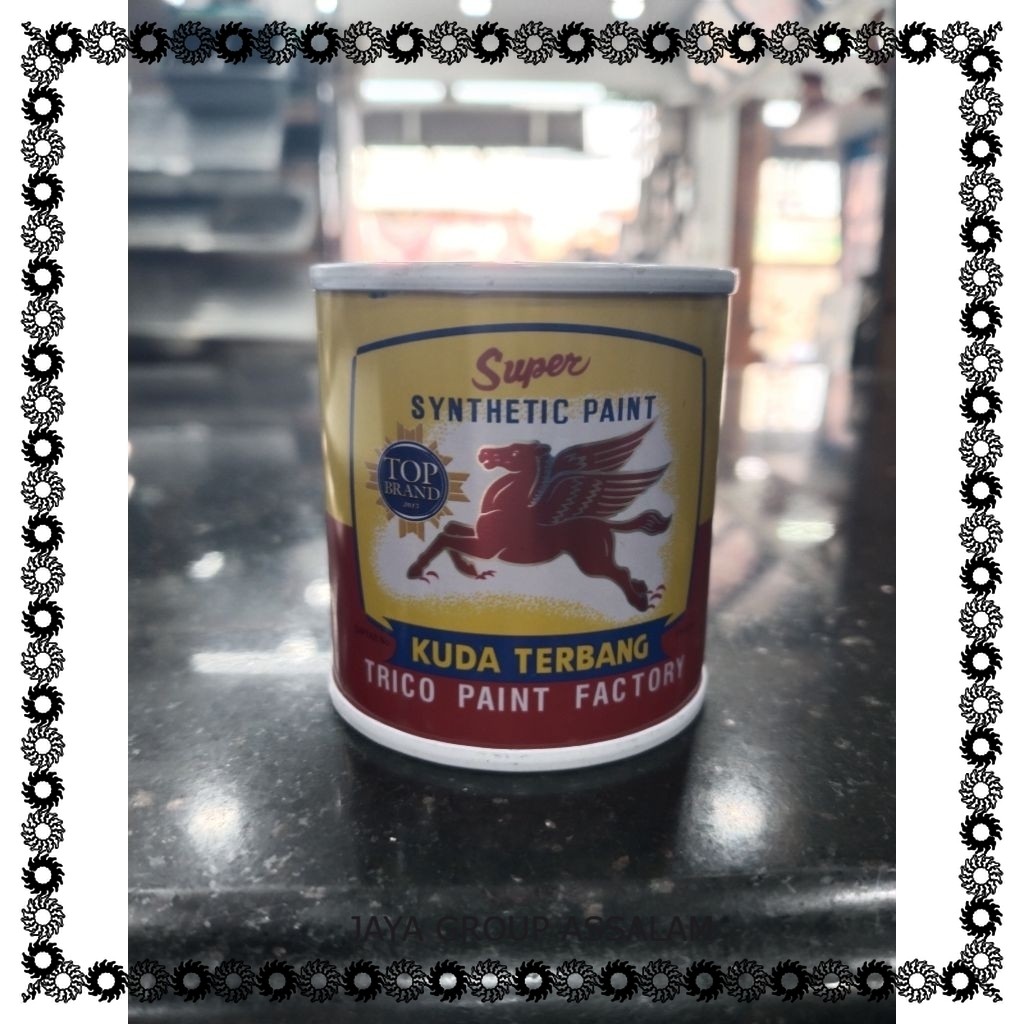 Super
SYNTHETIC PAINT
TOP
BRAND
KUDA TERBANG
TRICO PAINT FACTORY
JAYA GROUP ASSALAM